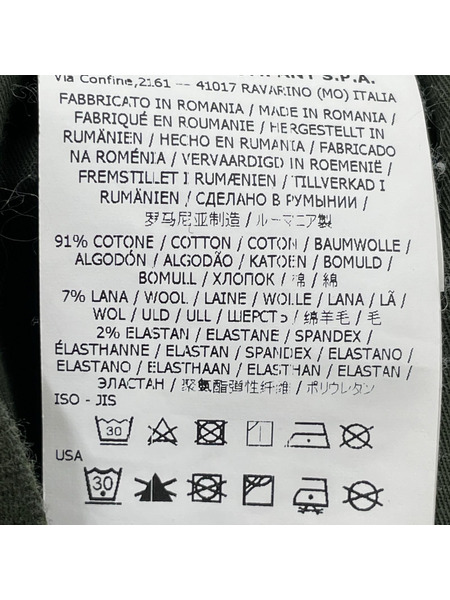 S.P.A.
Via Confine,2161 -- 41017 RAVARINO (MO) ITALIA
FABBRICATO IN ROMANIA / MADE IN ROMANIA /
FABRIQUÉ EN ROUMANIE / HERGESTELLT IN
RUMÄNIEN / HECHO EN RUMANIA / FABRICADO
NA ROMÉNIA / VERVAARDIGD IN ROEMENIË /
FREMSTILLET I RUMÆNIEN / TILLVERKAD I
RUMÄNIEN / СДЕЛАНО В РУМЫНИИ /
罗马尼亚制造 / ルーマニア製
91% COTONE / COTTON / COTON / BAUMWOLLE /
ALGODÓN / ALGODÃO / KATOEN / BOMULD /
BOMULL / ХЛОПОК / 棉 / 綿
7% LANA / WOOL / LAINE / WOLLE / LANA / LÃ /
WOL / ULD / ULL / ШЕРСТЬ / 绵羊毛 / 毛
2% ELASTAN / ELASTANE / SPANDEX /
ÉLASTHANNE / ELASTAN / SPANDEX / ELASTANO /
ELASTANO / ELASTHAAN / ELASTHAN / ELASTAN /
ЭЛАСТАН / 聚氨酯弹性纤维 / ポリウレタン
ISO - JIS
30
USA
30